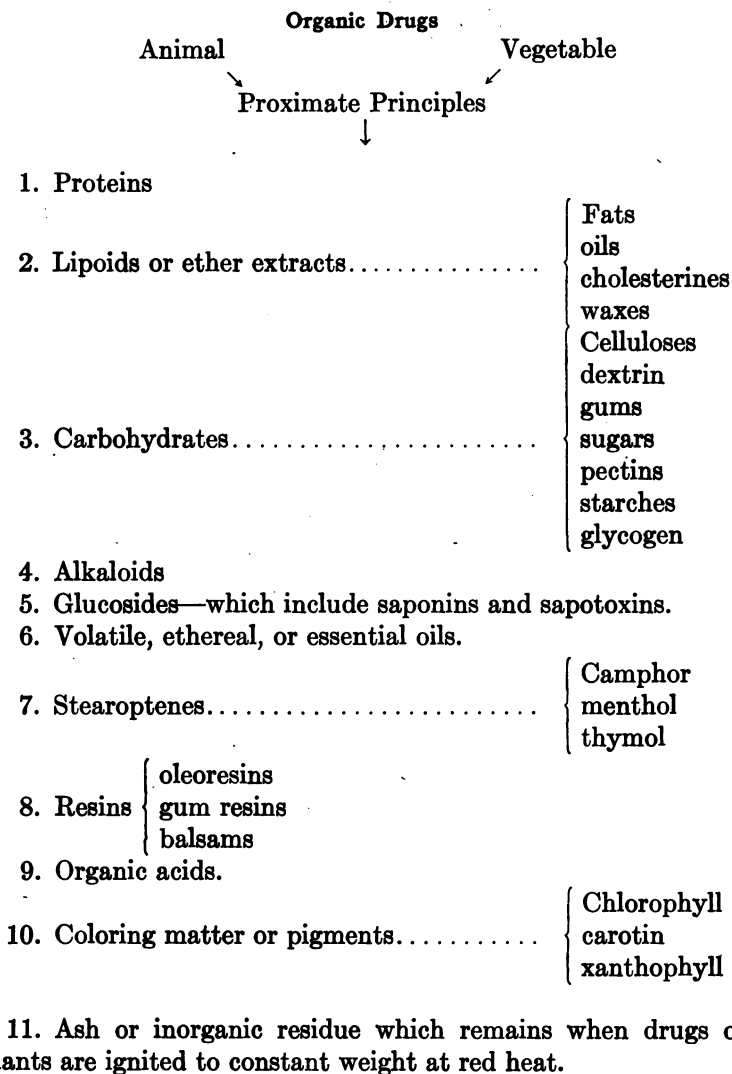 Organic Drugs
Animal Vegetable
Proximate Principles
1. Proteins
2. Lipoids or ether extracts...............
Fats
oils
cholesterines
waxes
3. Carbohydrates.......................
Celluloses
dextrin
gums
sugars
pectins
starches
glycogen
4. Alkaloids
5. Glucosides—which include saponins and sapotoxins.
6. Volatile, ethereal, or essential oils.
7. Stearoptenes.........................
Camphor
menthol
thymol
8. Resins
oleoresins
gum resins
balsams
9. Organic acids.
10. Coloring matter or pigments...........
Chlorophyll
carotin
xanthophyll
11. Ash or inorganic residue which remains when drugs
are ignited to constant weight at red heat.